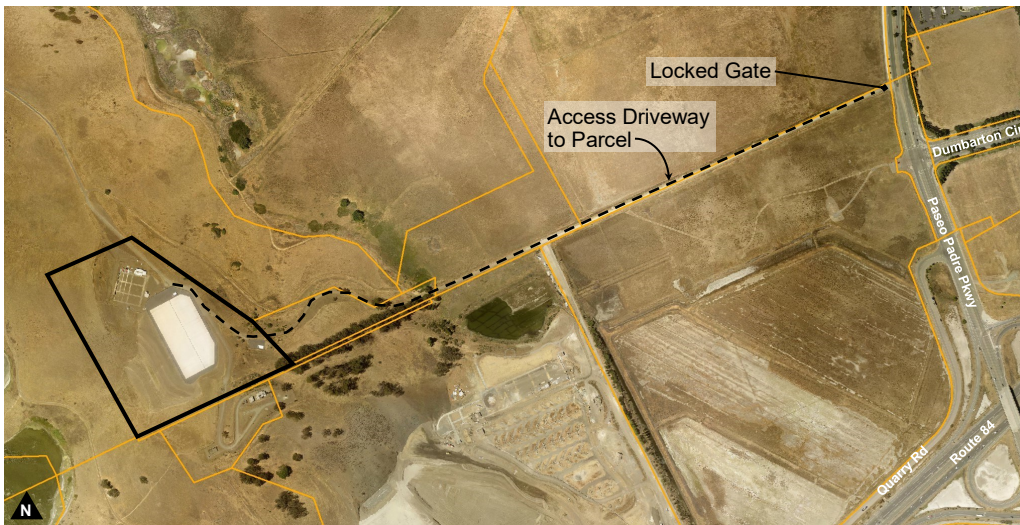 Locked Gate
Access Driveway
to Parcel
Dumbarton Cir
Paseo Padre Pkwy
Quarry Rd
Route 84
N